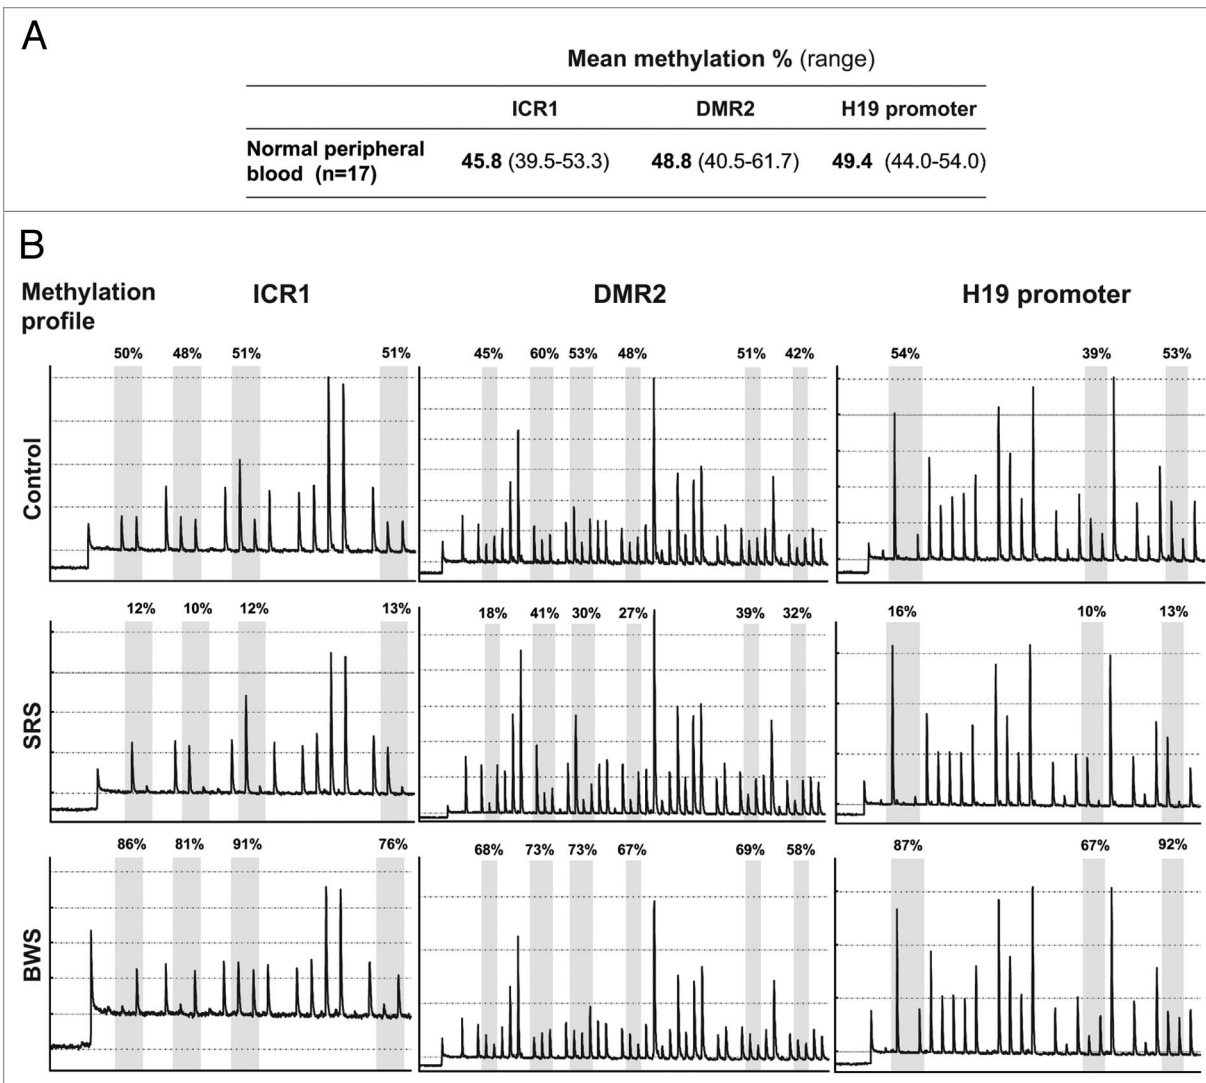 A
Mean methylation % (range)
ICR1 DMR2 H19 promoter
Normal peripheral
blood (n=17)
45.8 (39.5-53.3) 48.8 (40.5-61.7) 49.4 (44.0-54.0)
B
Methylation
profile
ICR1 DMR2 H19 promoter
50% 48% 51% 51% 45% 60% 53% 48% 51% 42% 54% 39% 53%
Control
12% 10% 12% 13% 18% 41% 30% 27% 39% 32% 16% 10% 13%
SRS
86% 81% 91% 76% 68% 73% 73% 67% 69% 58% 87% 67% 92%
BWS